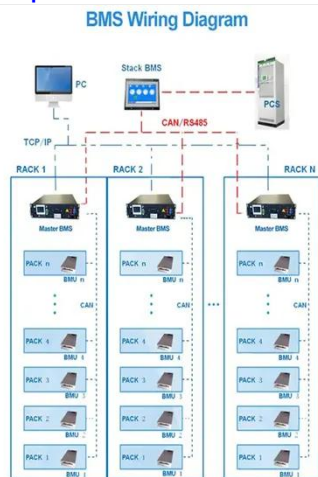 BMS Wiring Diagram
PC
Stack BMS
PCS
CAN/RS485
TCP/IP
RACK 1
RACK 2
RACK N
Master BMS
Master BMS
Master BMS
PACK n
BMU n
PACK n
BMU n
PACK n
BMU n
CAN
CAN
CAN
PACK 4
BMU 4
PACK 4
BMU 4
PACK 4
BMU 4
PACK 3
BMU 3
PACK 3
BMU 3
PACK 3
BMU 3
PACK 2
BMU 2
PACK 2
BMU 2
PACK 2
BMU 2
PACK 1
BMU 1
PACK 1
BMU 1
PACK 1
BMU 1